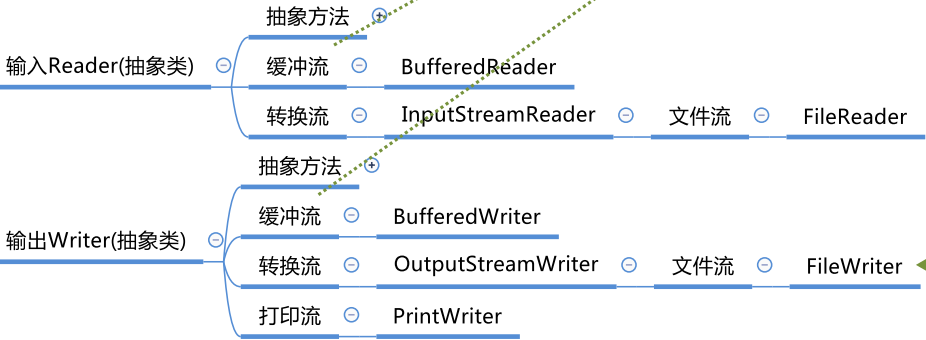 抽象方法
输入Reader(抽象类)
缓冲流
BufferedReader
转换流
InputStreamReader
文件流
FileReader
抽象方法
缓冲流
BufferedWriter
输出Writer(抽象类)
转换流
OutputStreamWriter
文件流
FileWriter
打印流
PrintWriter